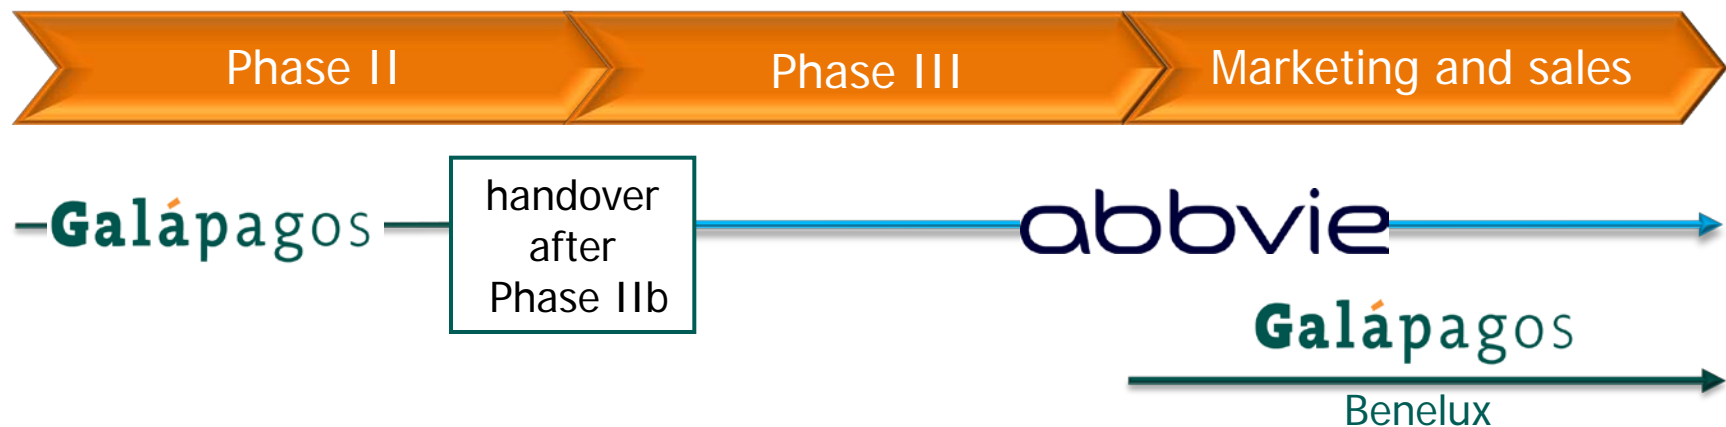 Phase II
Phase III
Marketing and sales
Galápagos
handover
after
Phase IIb
abbvie
Galápagos
Benelux